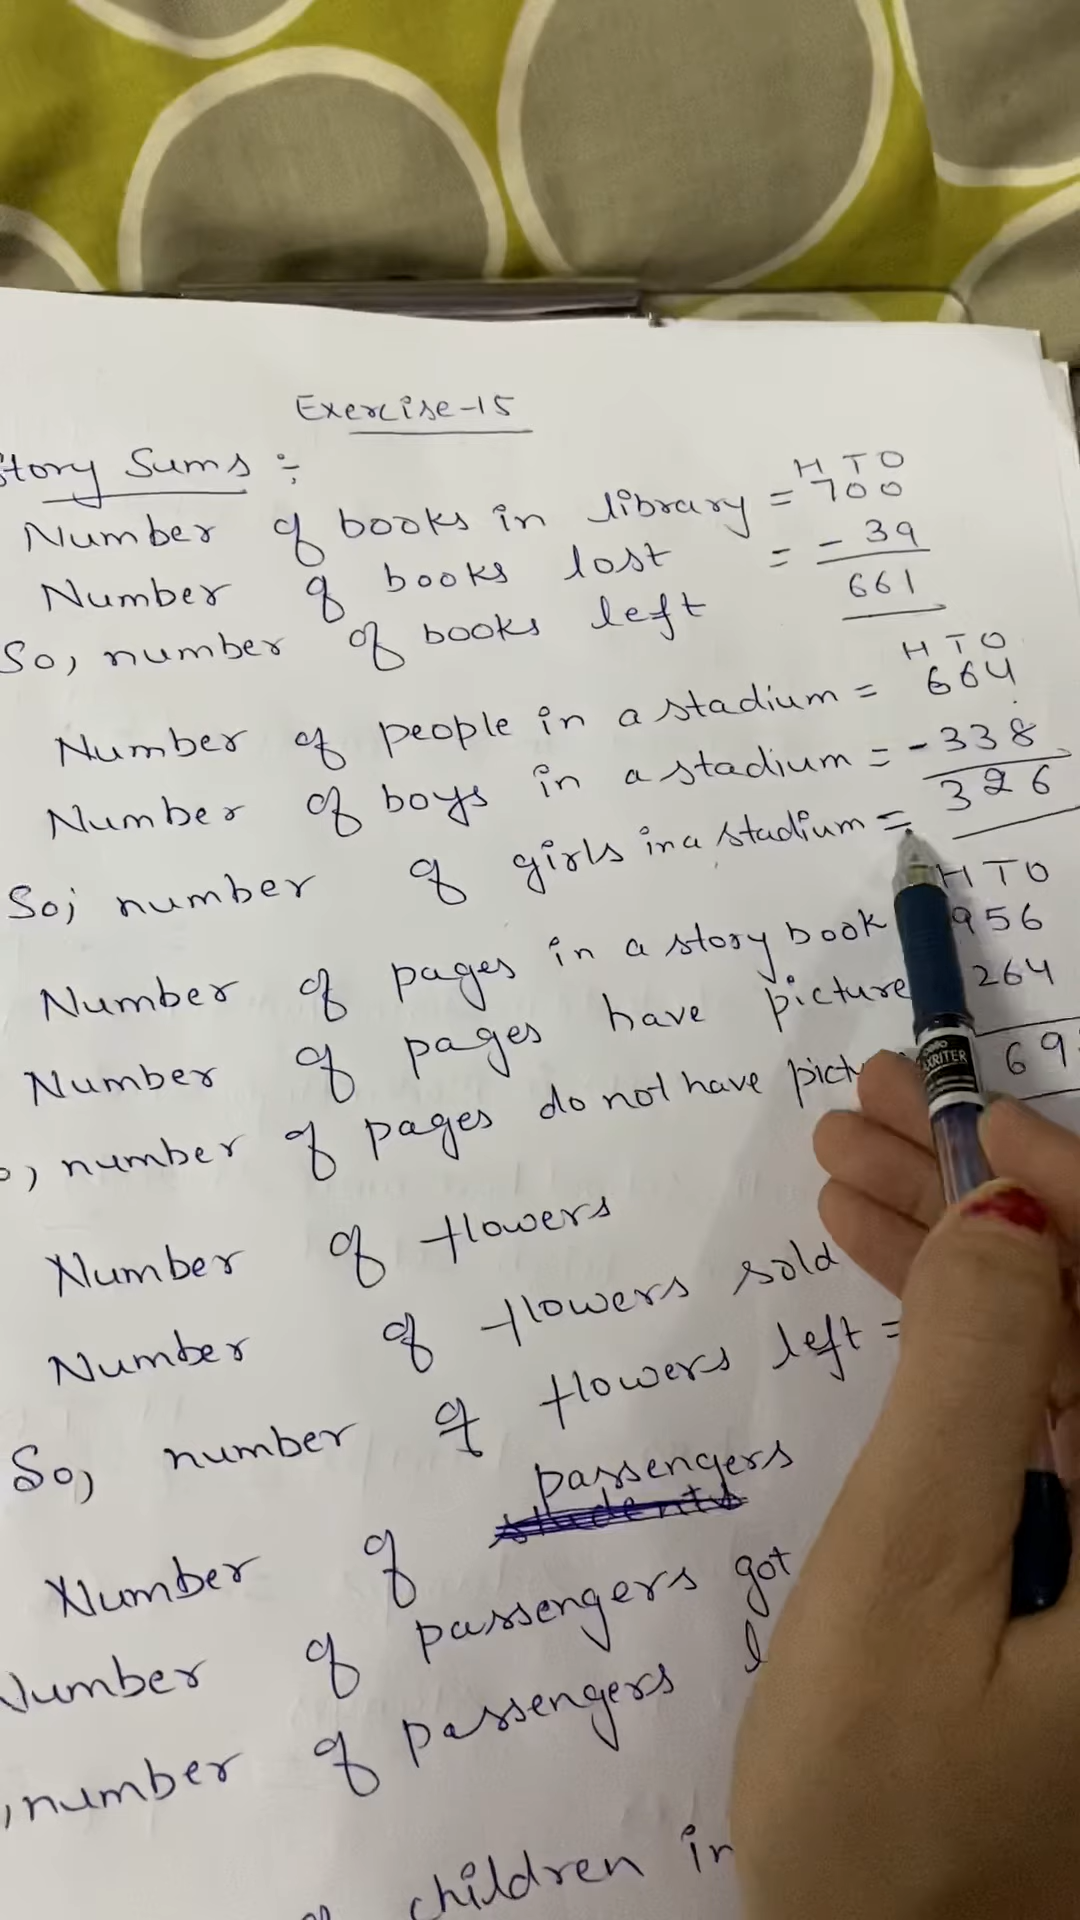 Exercise-15
Story Sums :-
H T O
Number of books in library = 700
Number of books lost = - 39
So, number of books left 661
H T O
Number of people in a stadium = 664
Number of boys in a stadium = - 338
So; number of girls in a stadium = 326
H T O
Number of pages in a story book 956
Number of pages have picture 264
, number of pages do not have 69
Number of flowers
Number of flowers sold
So, number of flowers left =
passengers
Number of
Number of passengers got
, number of passengers
children in